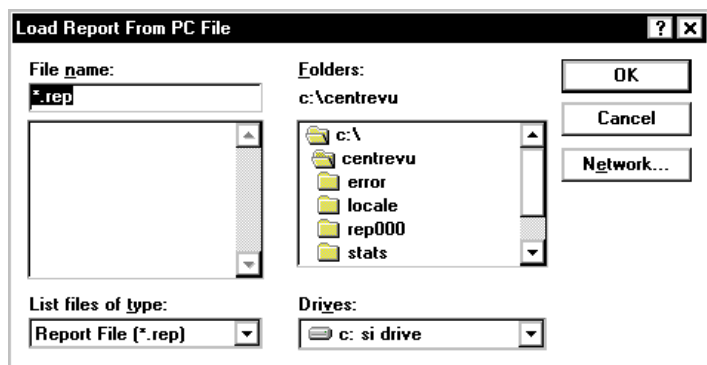 Load Report From PC File
File name:
*.rep
Folders:
c:\centrevu
c:\
centrevu
error
locale
rep000
stats
OK
Cancel
Network...
List files of type:
Report File (*.rep)
Drives:
c: si drive